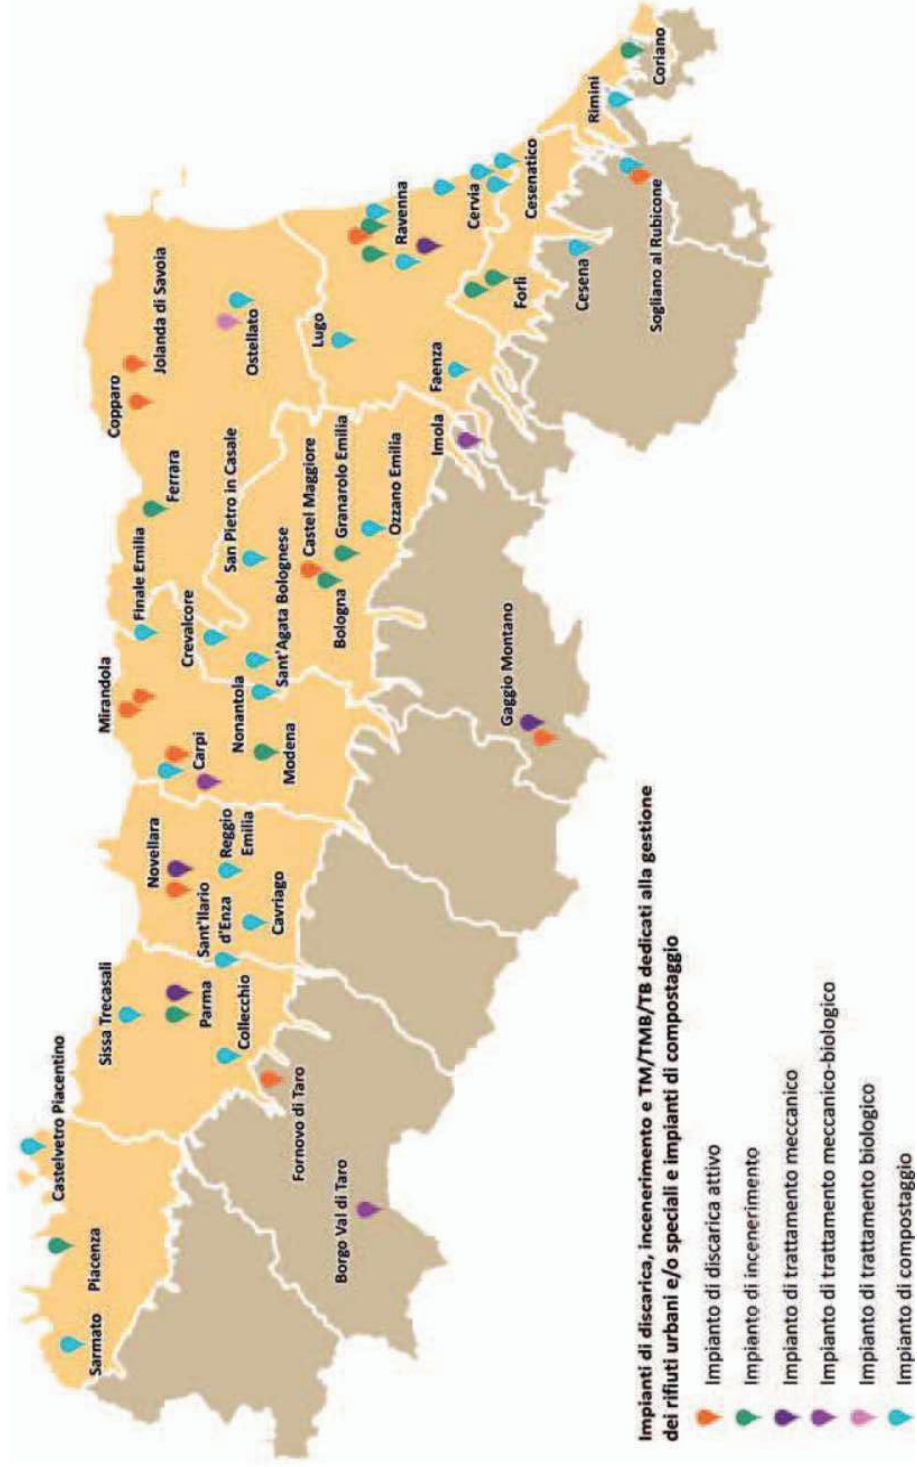 Castelvetro Piacentino
Piacenza
Sarmato
Sissa Trecasali
Parma
Collecchio
Fornovo di Taro
Borgo Val di Taro
Novellara
Sant'Ilario
d'Enza
Reggio
Emilia
Cavriago
Mirandola
Carpi
Nonantola
Modena
Finale Emilia
Crevalcore
Sant'Agata Bolognese
San Pietro in Casale
Castel Maggiore
Granarolo Emilia
Bologna
Ozzano Emilia
Gaggio Montano
Imola
Copparo
Jolanda di Savoia
Ferrara
Ostellato
Lugo
Faenza
Ravenna
Cervia
Cesenatico
Forlì
Cesena
Sogliano al Rubicone
Rimini
Coriano
Impianti di discarica, incenerimento e TM/TMB/TB dedicati alla gestione
dei rifiuti urbani e/o speciali e impianti di compostaggio
Impianto di discarica attivo
Impianto di incenerimento
Impianto di trattamento meccanico
Impianto di trattamento meccanico-biologico
Impianto di trattamento biologico
Impianto di compostaggio